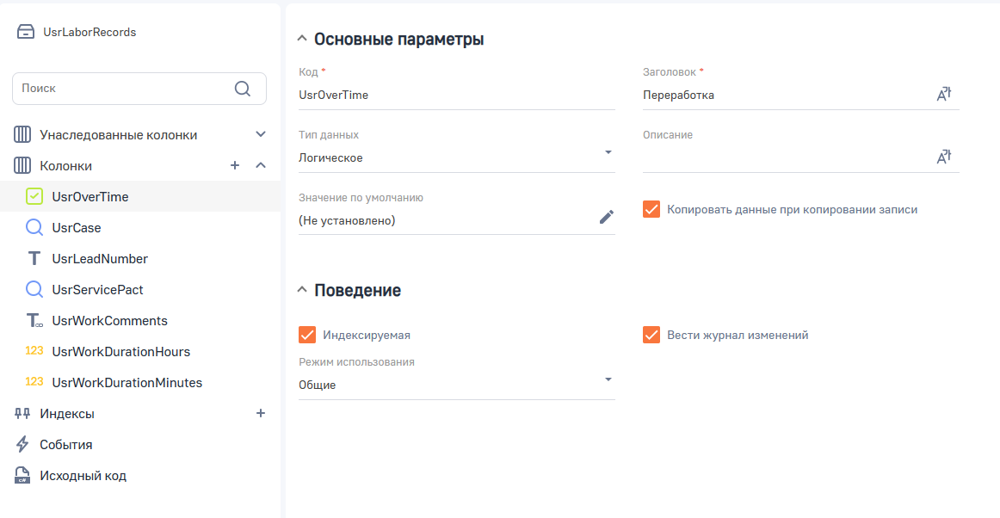 UsrLaborRecords
Поиск
Унаследованные колонки
Колонки
UsrOverTime
UsrCase
UsrLeadNumber
UsrServicePact
UsrWorkComments
123 UsrWorkDurationHours
123 UsrWorkDurationMinutes
Индексы
События
Исходный код
Основные параметры
Код *
UsrOverTime
Заголовок *
Переработка
Тип данных
Логическое
Описание
Значение по умолчанию
(Не установлено)
Копировать данные при копировании записи
Поведение
Индексируемая
Вести журнал изменений
Режим использования
Общие